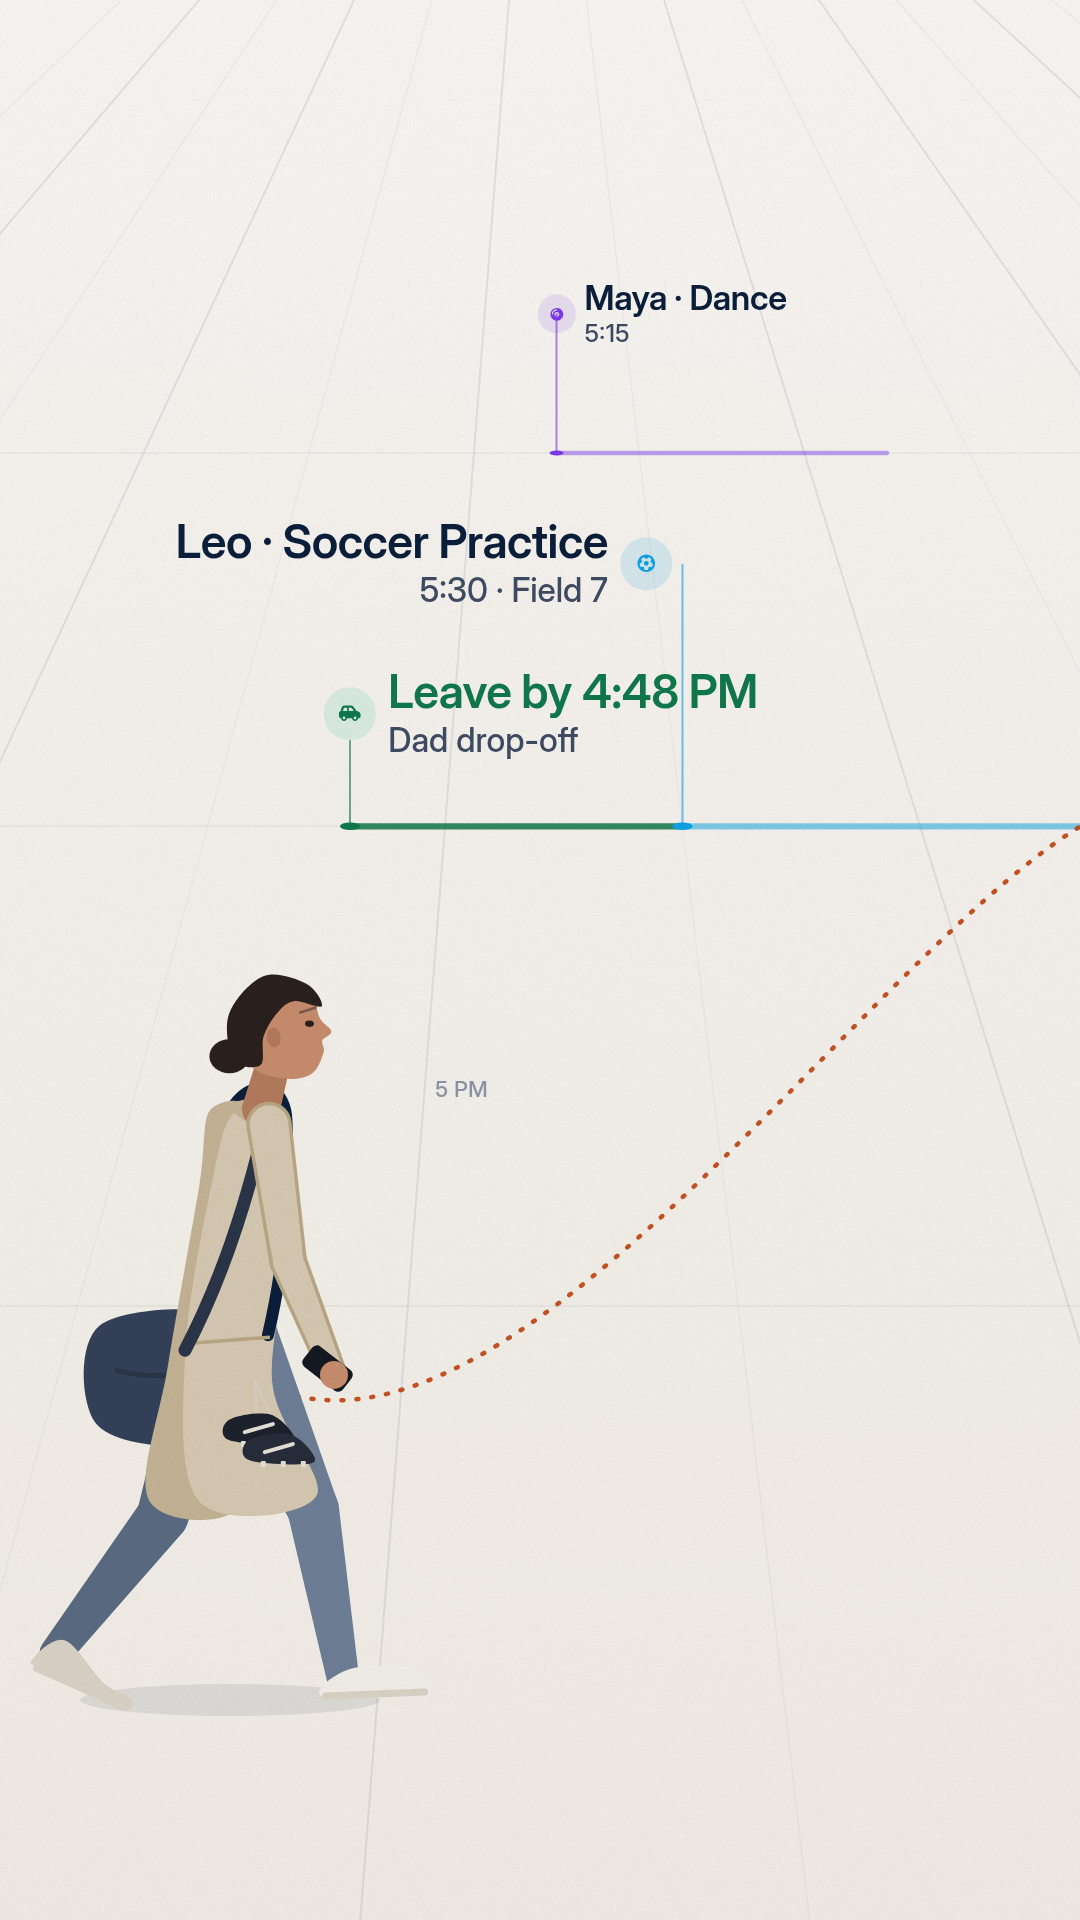 Maya · Dance
5:15
Leo · Soccer Practice
5:30 · Field 7
Leave by 4:48 PM
Dad drop-off
5 PM